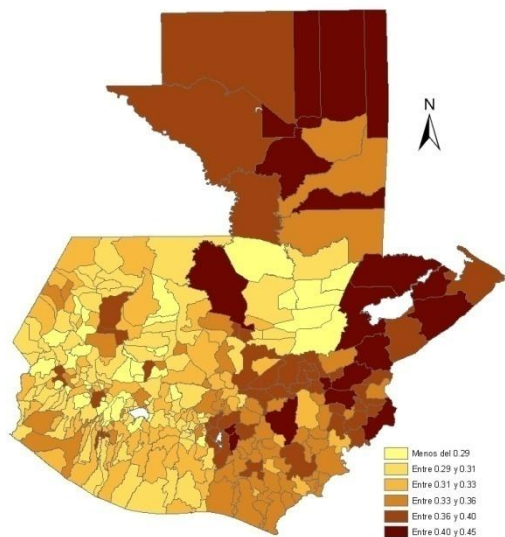 N
Menos del 0.29
Entre 0.29 y 0.31
Entre 0.31 y 0.33
Entre 0.33 y 0.36
Entre 0.36 y 0.40
Entre 0.40 y 0.45